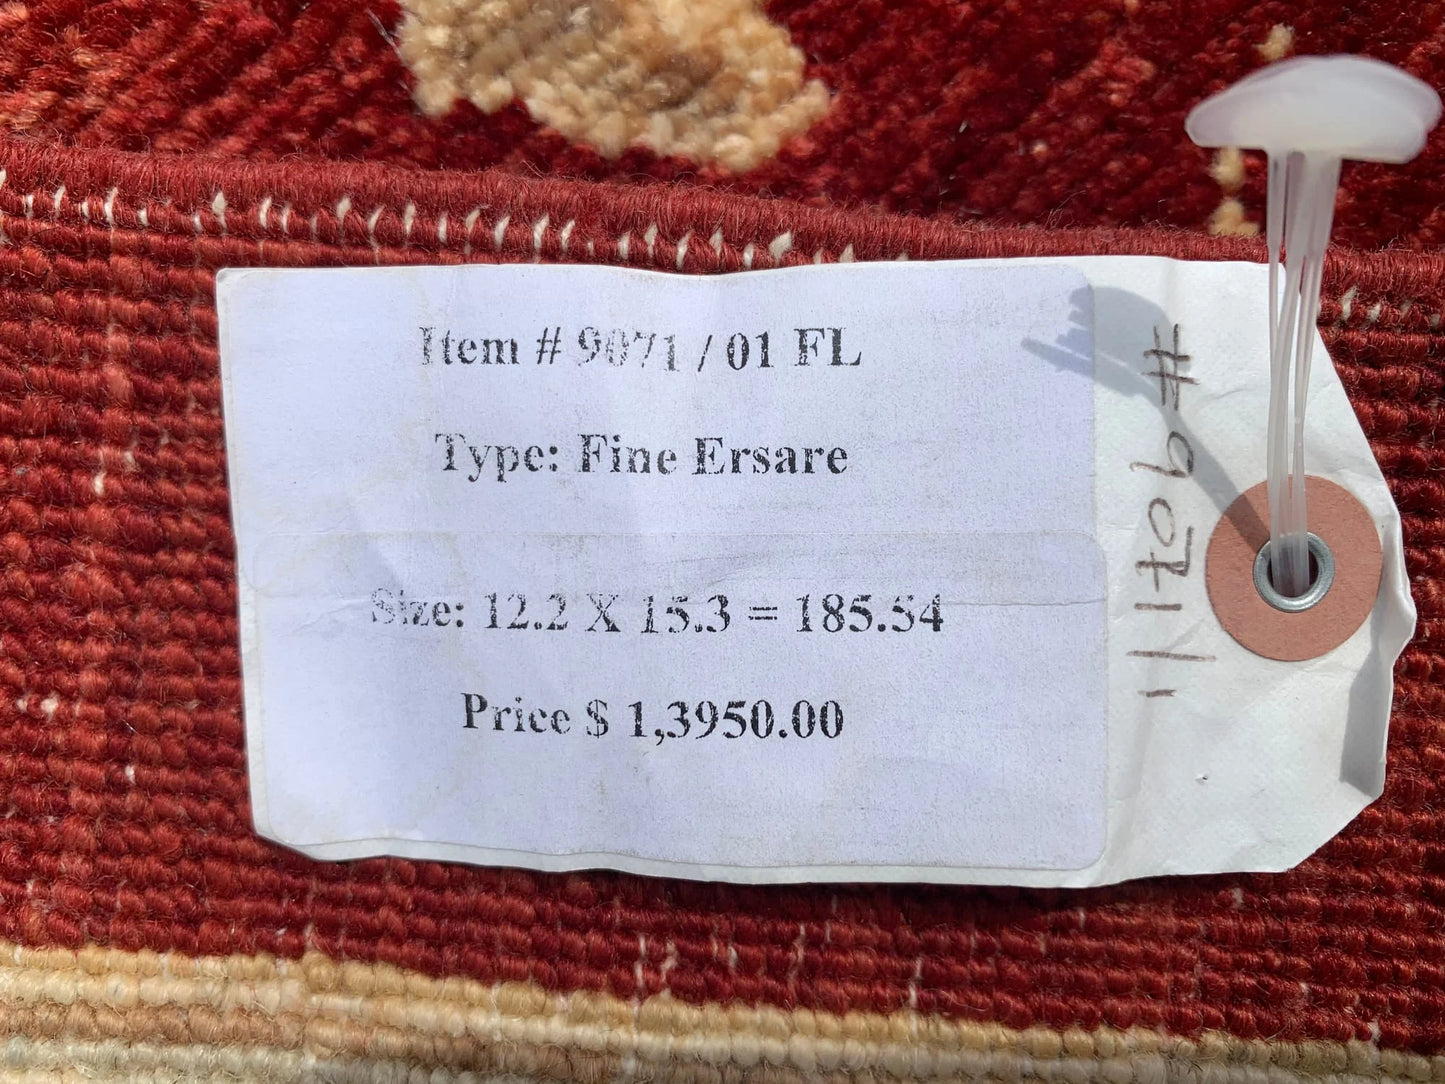 Item # 9071 / 01 FL
Type: Fine Ersare
Size: 12.2 X 15.3 = 185.54
Price $ 1,3950.00
#9071/1